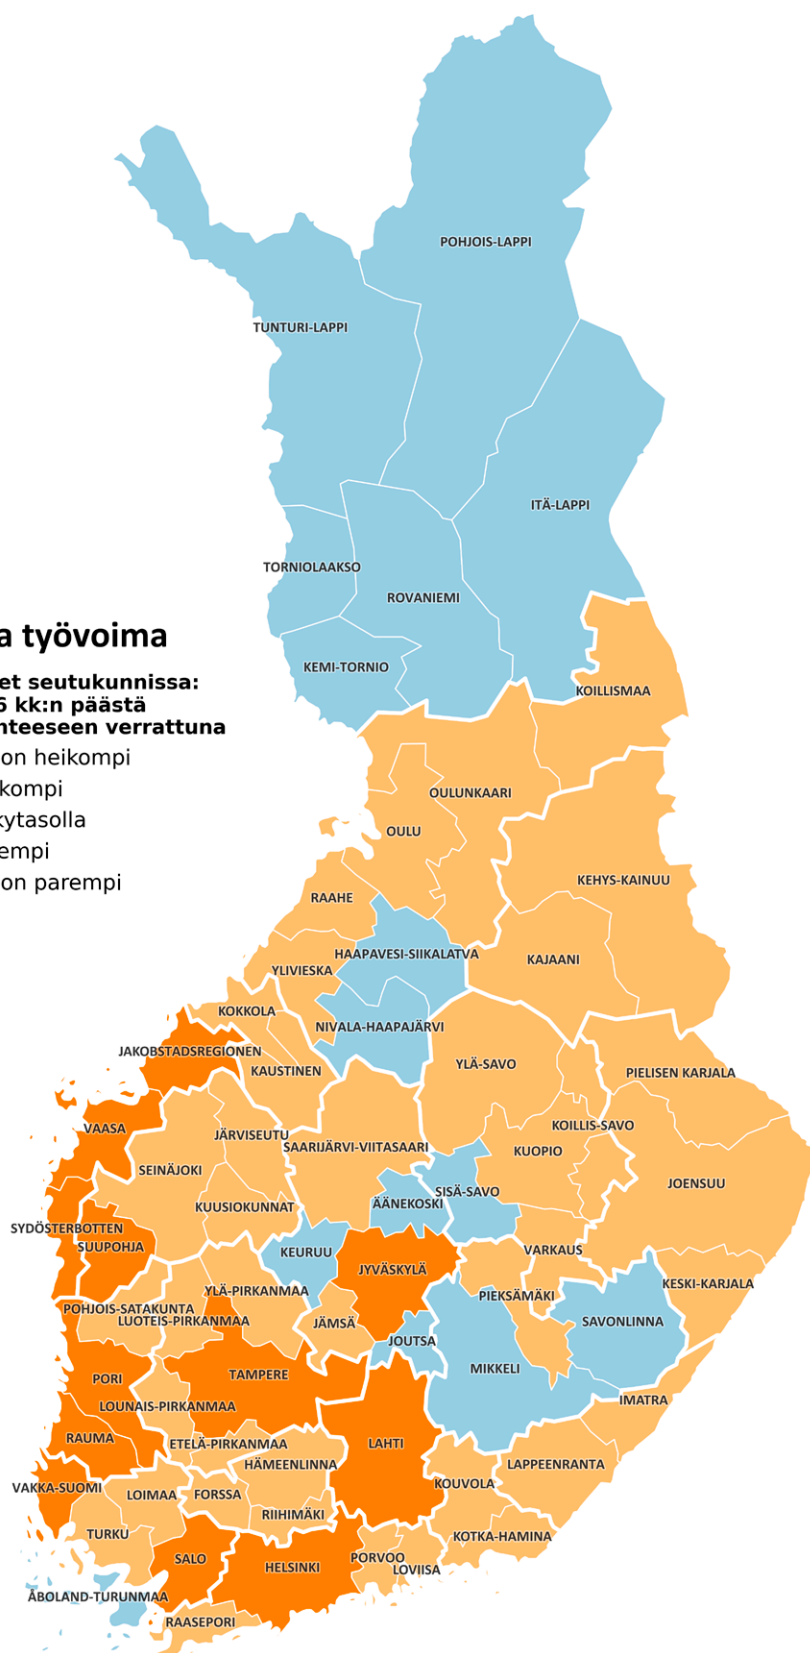 POHJOIS-LAPPI
TUNTURI-LAPPI
ITÄ-LAPPI
TORNIOLAAKSO
ROVANIEMI
a työvoima
KEMI-TORNIO
et seutukunnissa:
6 kk:n päästä
nteeseen verrattuna
KOILLISMAA
on heikompi
kompi
kytasolla
empi
on parempi
OULUNKAARI
OULU
KEHYS-KAINUU
RAAHE
HAAPAVESI-SIIKALATVA
KAJAANI
YLIVIESKA
KOKKOLA
NIVALA-HAAPAJÄRVI
JAKOBSTADSREGIONEN
YLÄ-SAVO
KAUSTINEN
PIELISEN KARJALA
VAASA
JÄRVISEUTU
KOILLIS-SAVO
SAARIJÄRVI-VIITASAARI
KUOPIO
SEINÄJOKI
JOENSUU
SISÄ-SAVO
ÄÄNEKOSKI
KUUSIOKUNNAT
SYDÖSTERBOTTEN
SUUPOHJA
KEURUU
VARKAUS
JYVÄSKYLÄ
KESKI-KARJALA
YLÄ-PIRKANMAA
PIEKSÄMÄKI
POHJOIS-SATAKUNTA
LUOTEIS-PIRKANMAA
JÄMSÄ
SAVONLINNA
JOUTSA
MIKKELI
TAMPERE
PORI
IMATRA
LOUNAIS-PIRKANMAA
RAUMA
ETELÄ-PIRKANMAA
LAHTI
HÄMEENLINNA
LAPPEENRANTA
KOUVOLA
VAKKA-SUOMI
LOIMAA
FORSSA
RIIHIMÄKI
TURKU
KOTKA-HAMINA
SALO
PORVOO
HELSINKI
LOVIISA
ÅBOLAND-TURUNMAA
RAASEPORI